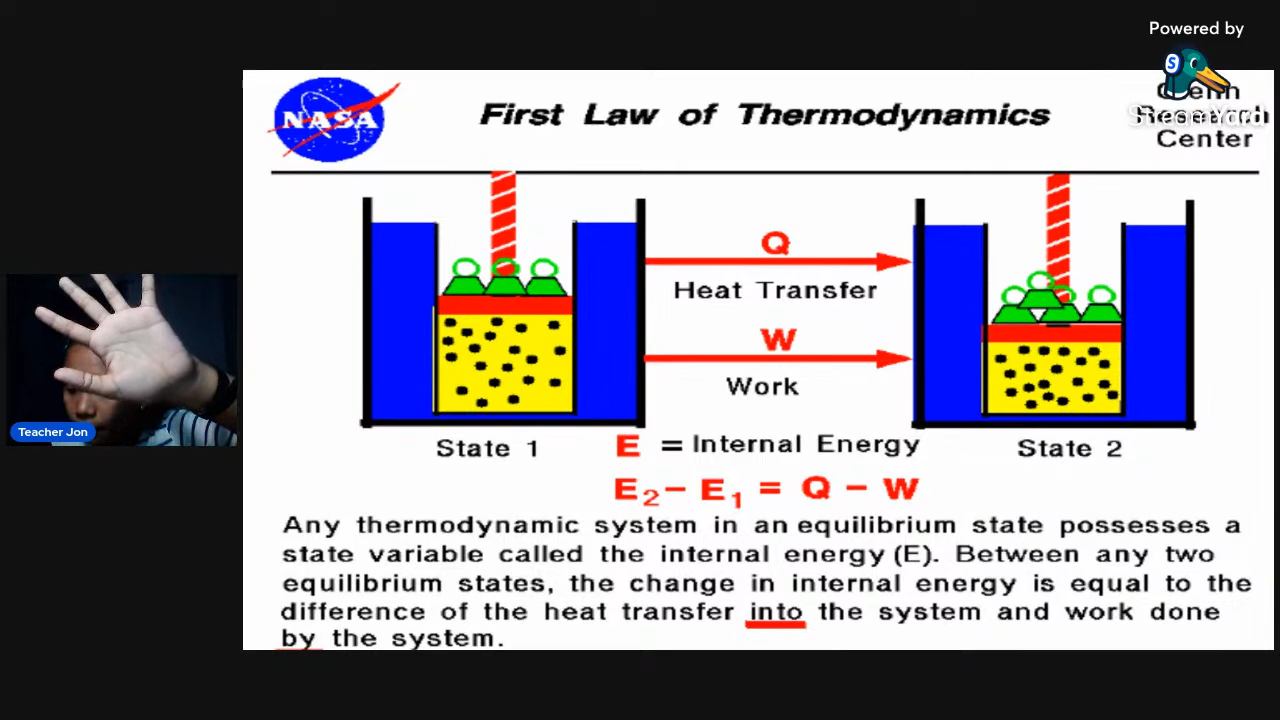 Powered by
S
StreamYard
NASA
First Law of Thermodynamics
Glenn
Research
Center
Q
Heat Transfer
W
Work
State 1
E = Internal Energy
State 2
E₂ – E₁ = Q – W
Any thermodynamic system in an equilibrium state possesses a
state variable called the internal energy (E). Between any two
equilibrium states, the change in internal energy is equal to the
difference of the heat transfer into the system and work done
by the system.
Teacher Jon